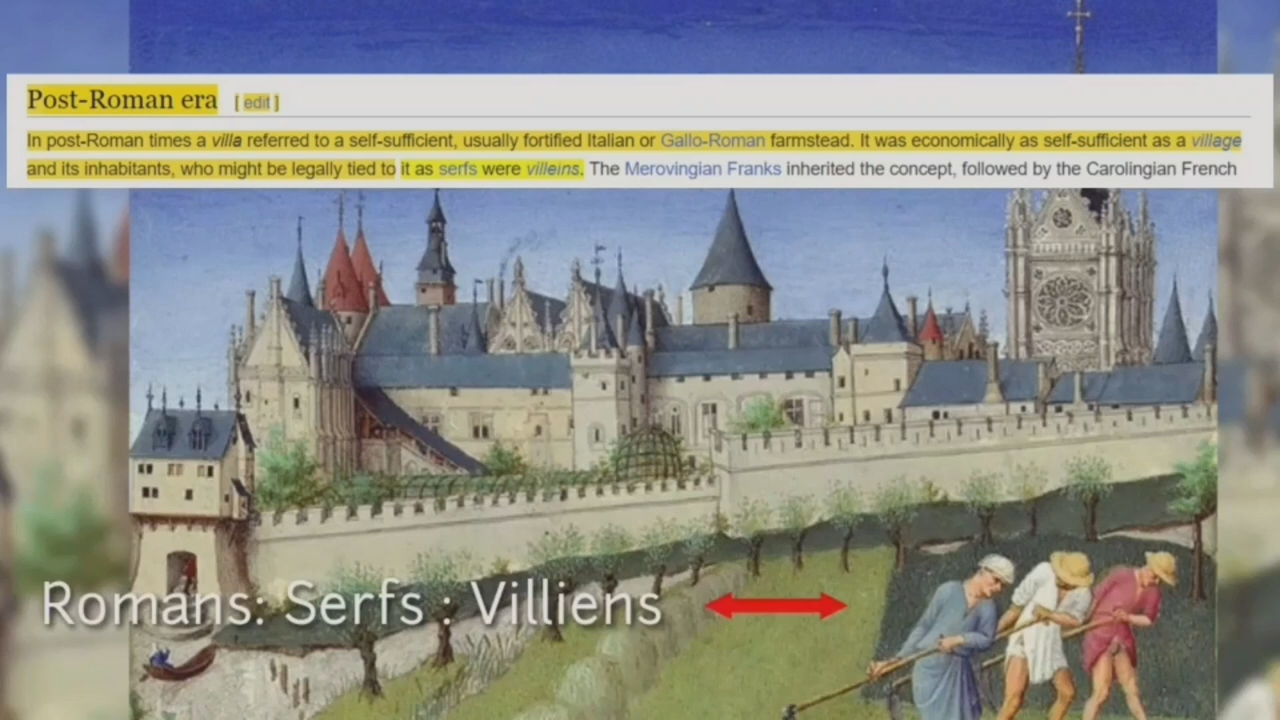 Post-Roman era [ edit ]
In post-Roman times a villa referred to a self-sufficient, usually fortified Italian or Gallo-Roman farmstead. It was economically as self-sufficient as a village
and its inhabitants, who might be legally tied to it as serfs were villeins. The Merovingian Franks inherited the concept, followed by the Carolingian French
Romans: Serfs : Villiens